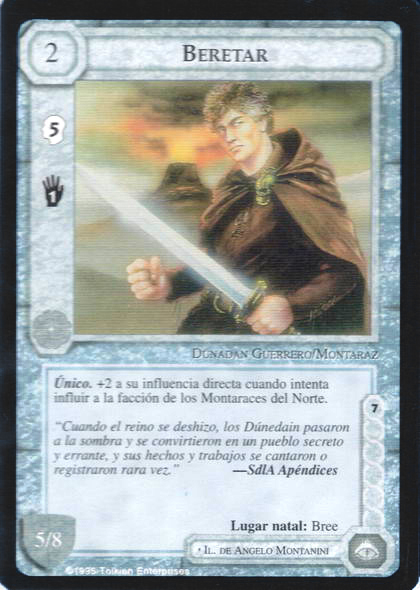 2
BERETAR
5
1
DÚNADAN GUERRERO/MONTARAZ
Único. +2 a su influencia directa cuando intenta
influir a la facción de los Montaraces del Norte.
7
“Cuando el reino se deshizo, los Dúnedain pasaron
a la sombra y se convirtieron en un pueblo secreto
y errante, y sus hechos y trabajos se cantaron o
registraron rara vez.” —SdlA Apéndices
Lugar natal: Bree
5/8
• IL. DE ANGELO MONTANINI
©1995 Tolkien Enterprises